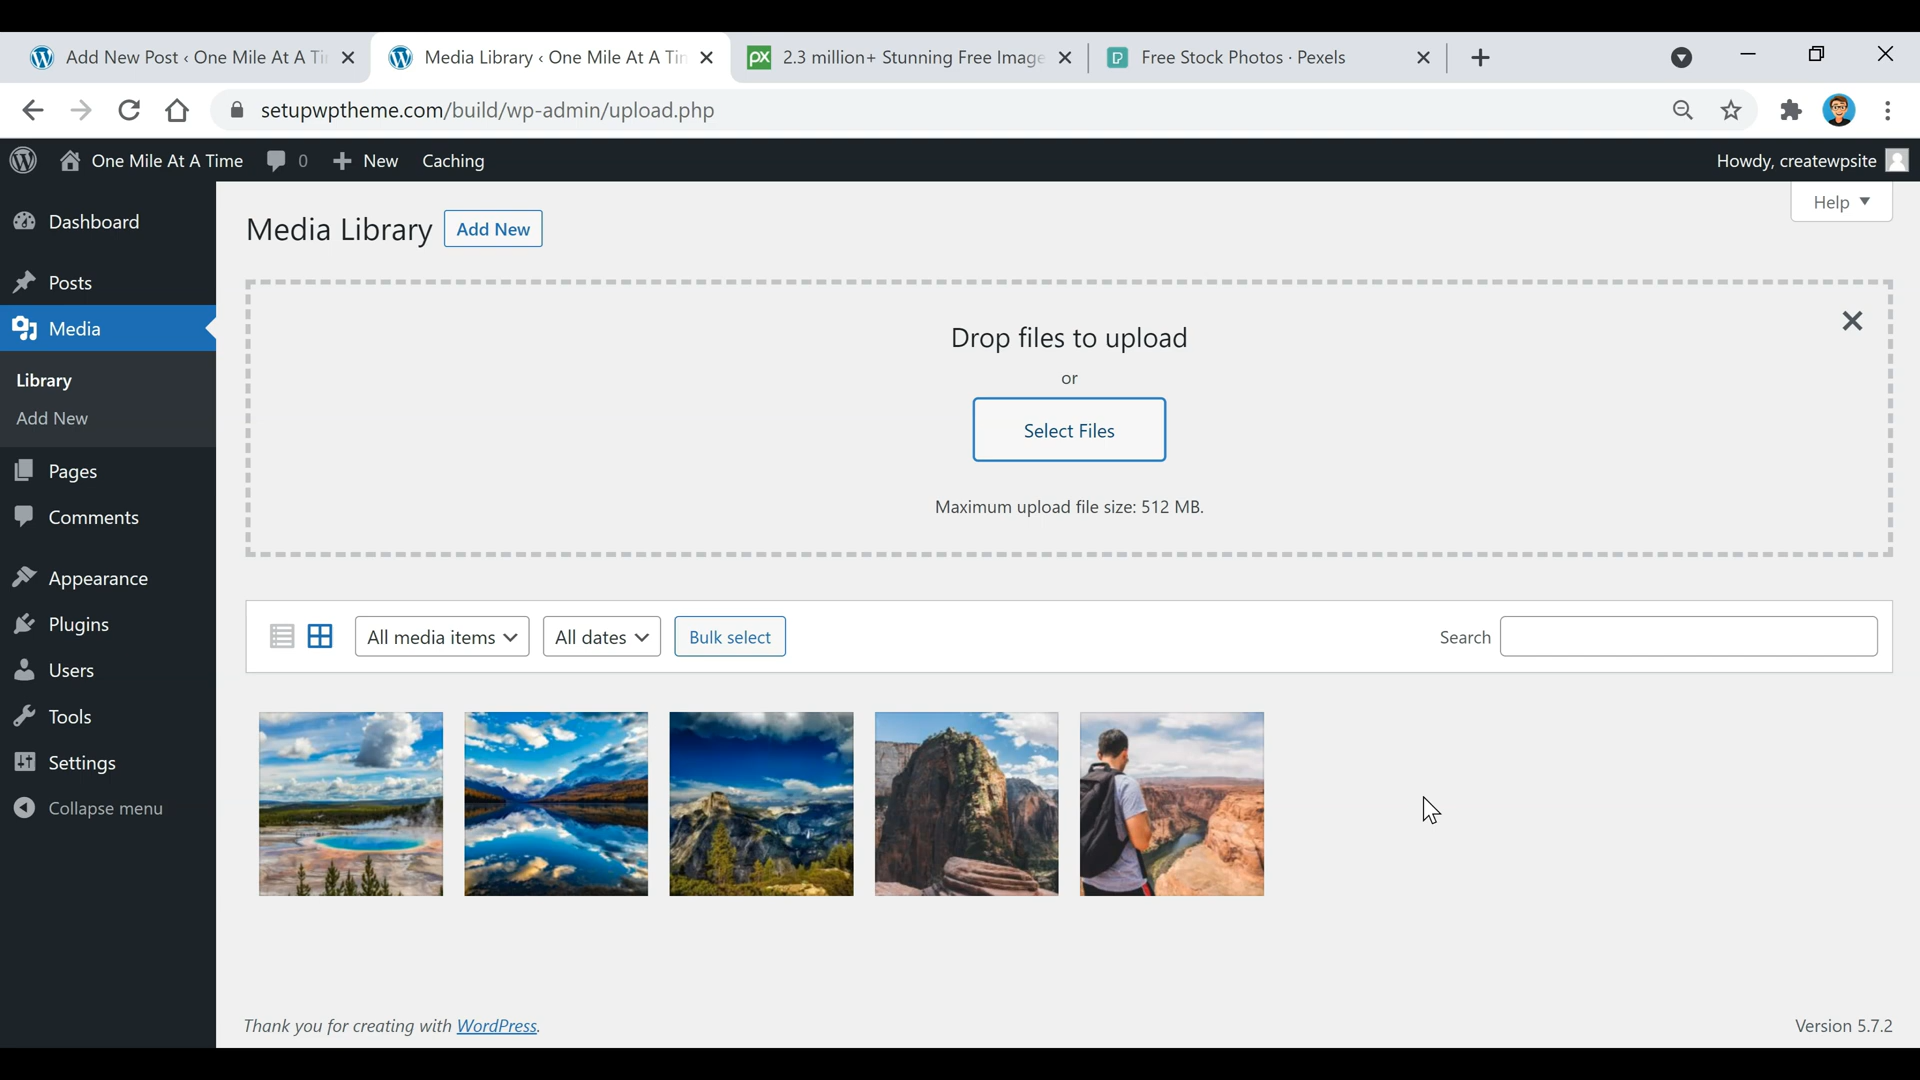 Add New Post ‹ One Mile At A Ti
Media Library ‹ One Mile At A Tin
2.3 million+ Stunning Free Image
Free Stock Photos · Pexels
setupwptheme.com/build/wp-admin/upload.php
One Mile At A Time
0
New
Caching
Howdy, createwpsite
Dashboard
Posts
Media
Library
Add New
Pages
Comments
Appearance
Plugins
Users
Tools
Settings
Collapse menu
Media Library
Add New
Help
Drop files to upload
or
Select Files
Maximum upload file size: 512 MB.
All media items
All dates
Bulk select
Search
Thank you for creating with WordPress.
Version 5.7.2